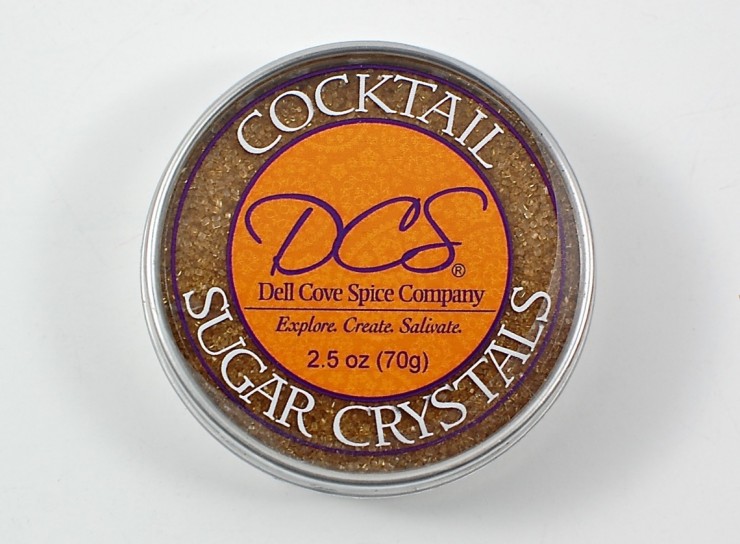 COCKTAIL
DCS®
Dell Cove Spice Company
Explore. Create. Salivate.
2.5 oz (70g)
SUGAR CRYSTALS